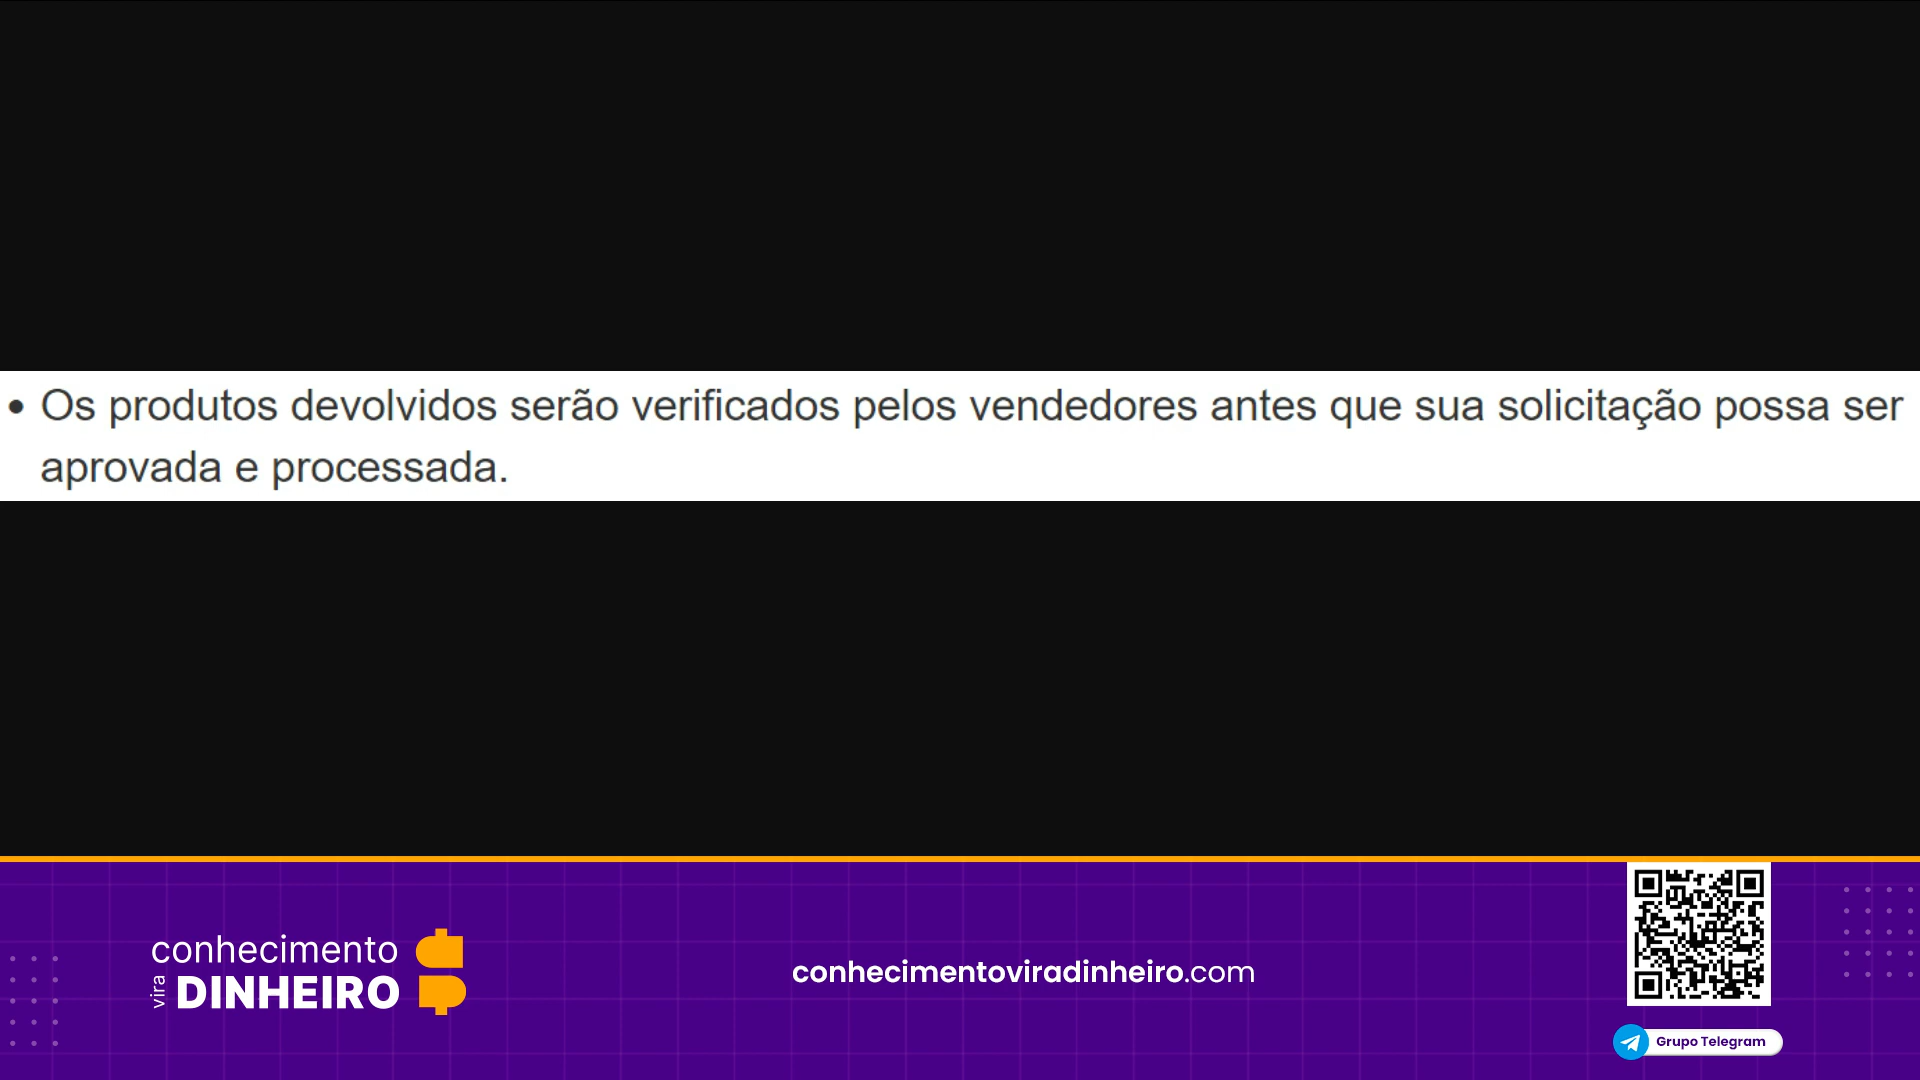 • Os produtos devolvidos serão verificados pelos vendedores antes que sua solicitação possa ser
aprovada e processada.
conhecimento
vira DINHEIRO
conhecimentoviradinheiro.com
Grupo Telegram